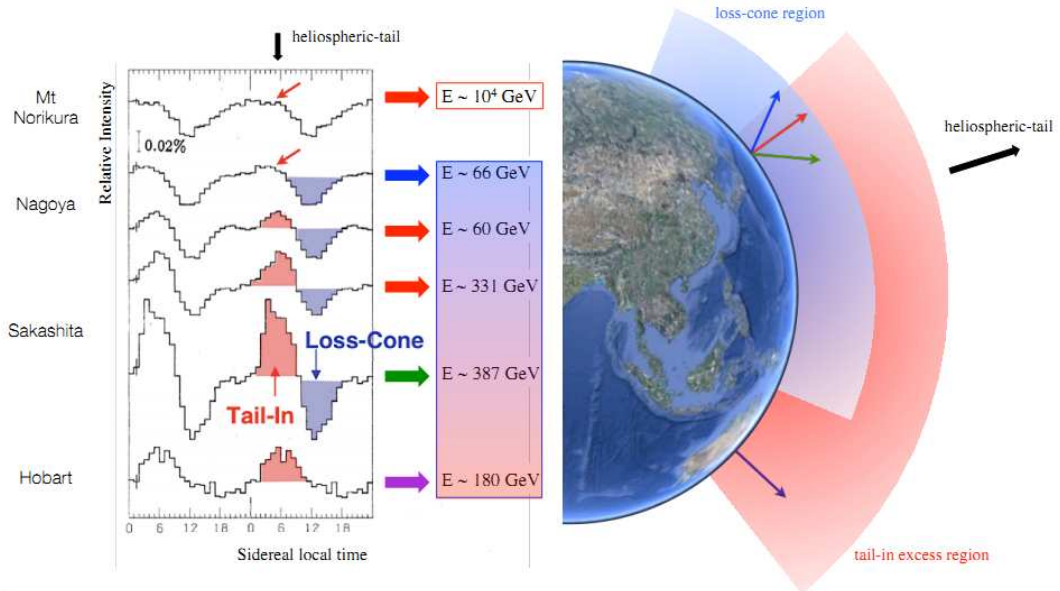 heliospheric-tail
Relative Intensity
Mt
Norikura
Nagoya
Sakashita
Hobart
0.02%
Loss-Cone
Tail-In
0 6 12 18 0 6 12 18
Sidereal local time
E ~ 10⁴ GeV
E ~ 66 GeV
E ~ 60 GeV
E ~ 331 GeV
E ~ 387 GeV
E ~ 180 GeV
loss-cone region
heliospheric-tail
tail-in excess region